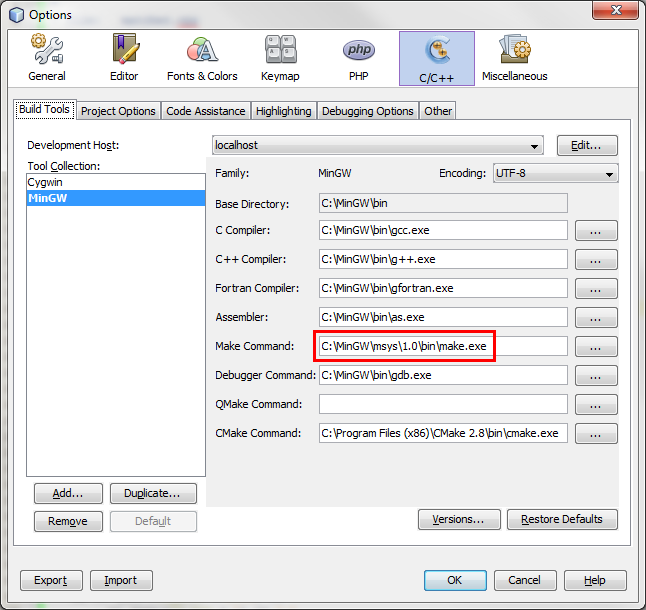 Options
General
Editor
Fonts & Colors
Keymap
php
PHP
C/C++
Miscellaneous
Build Tools
Project Options
Code Assistance
Highlighting
Debugging Options
Other
Development Host:
localhost
Edit...
Tool Collection:
Cygwin
MinGW
Family:
MinGW
Encoding:
UTF-8
Base Directory:
C:\MinGW\bin
C Compiler:
C:\MinGW\bin\gcc.exe
...
C++ Compiler:
C:\MinGW\bin\g++.exe
...
Fortran Compiler:
C:\MinGW\bin\gfortran.exe
...
Assembler:
C:\MinGW\bin\as.exe
...
Make Command:
C:\MinGW\msys\1.0\bin\make.exe
...
Debugger Command:
C:\MinGW\bin\gdb.exe
...
QMake Command:
...
CMake Command:
C:\Program Files (x86)\CMake 2.8\bin\cmake.exe
...
Add...
Duplicate...
Remove
Default
Versions...
Restore Defaults
Export
Import
OK
Cancel
Help